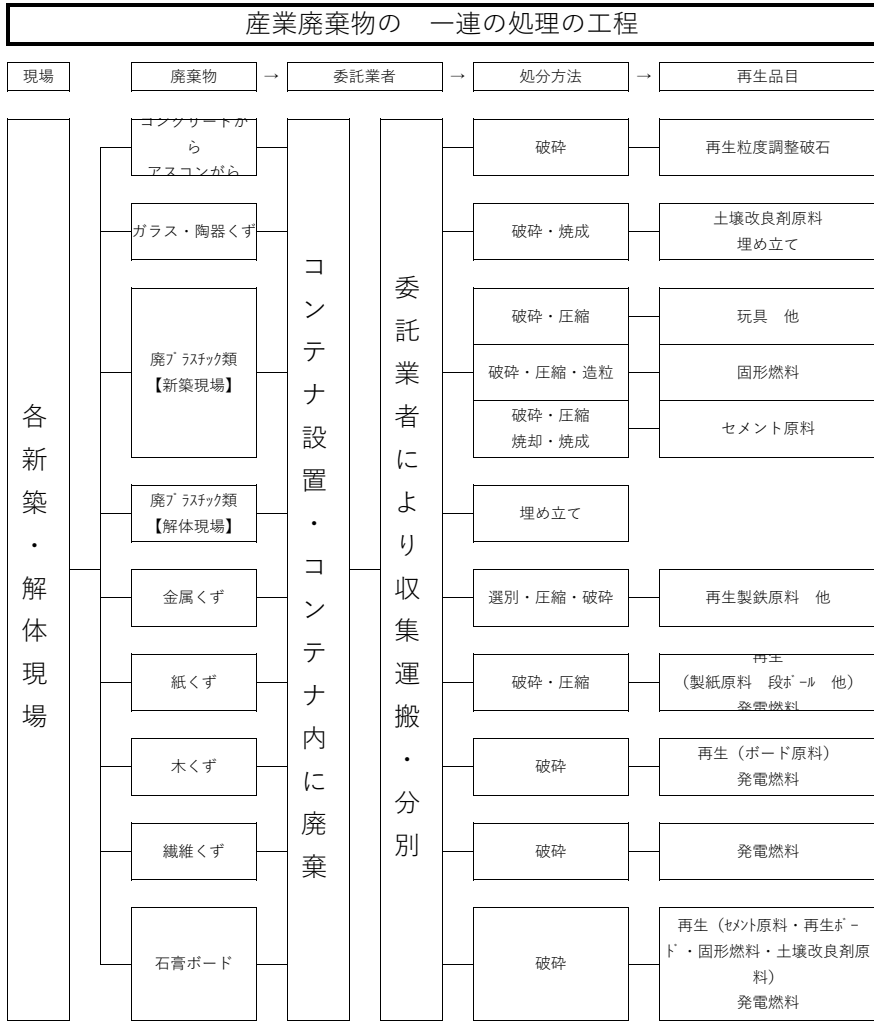 産業廃棄物の　一連の処理の工程
現場
廃棄物
→
委託業者
→
処分方法
→
再生品目
各新築・解体現場
コンクリートが
ら
アスコンがら
ガラス・陶器くず
廃ﾌﾟﾗｽﾁｯｸ類
【新築現場】
廃ﾌﾟﾗｽﾁｯｸ類
【解体現場】
金属くず
紙くず
木くず
繊維くず
石膏ボード
コンテナ設置・コンテナ内に廃棄
委託業者により収集運搬・分別
破砕
再生粒度調整破石
破砕・焼成
土壌改良剤原料
埋め立て
破砕・圧縮
玩具　他
破砕・圧縮・造粒
固形燃料
破砕・圧縮
焼却・焼成
セメント原料
埋め立て
選別・圧縮・破砕
再生製鉄原料　他
破砕・圧縮
再生
（製紙原料　段ﾎﾞｰﾙ　他）
発電燃料
破砕
再生（ボード原料）
発電燃料
破砕
発電燃料
破砕
再生（ｾﾒﾝﾄ原料・再生ﾎﾞｰ
ﾄﾞ・固形燃料・土壌改良剤原
料）
発電燃料